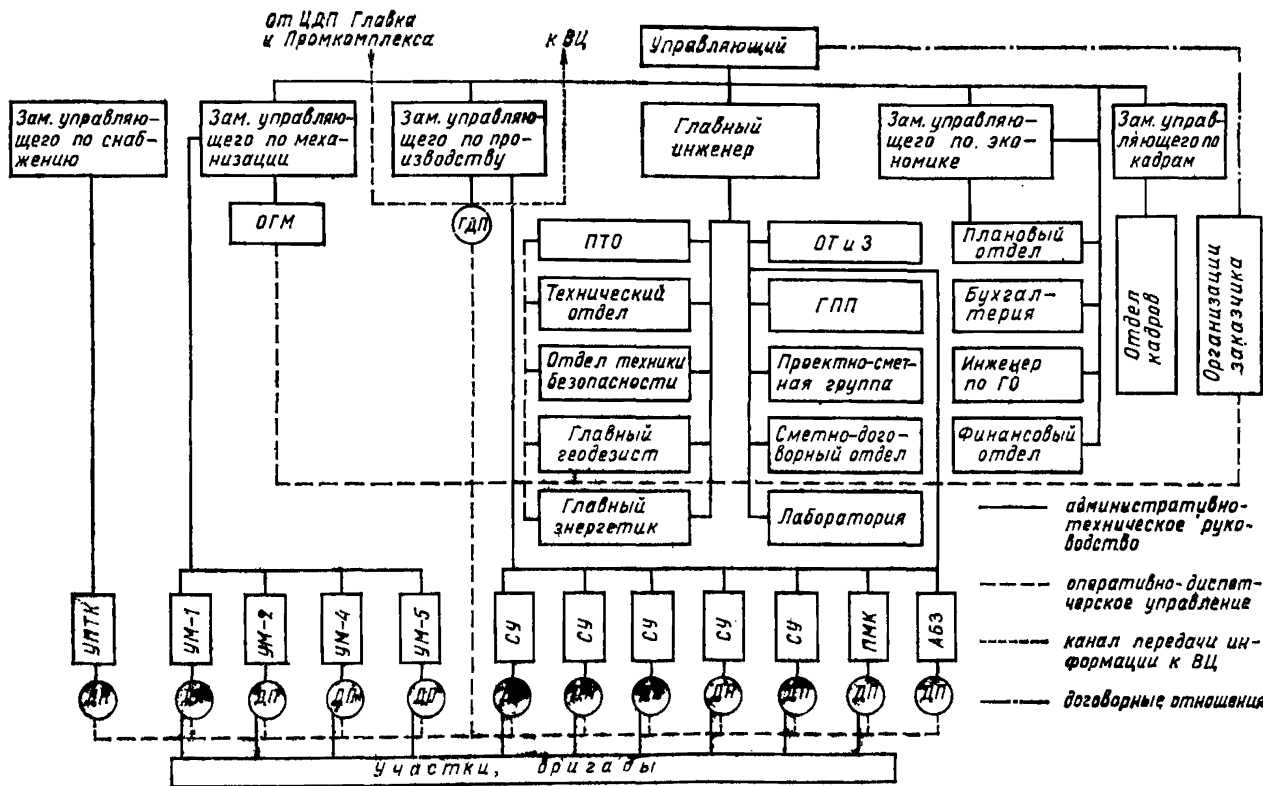 От ЦДП Главка
и Промкомплекса
к ВЦ
Управляющий
Зам. управляю-
щего по снаб-
жению
Зам. управляю-
щего по меха-
низации
Зам. управляю-
щего по про-
изводству
Главный
инженер
Зам. управляю-
щего по. эко-
номике
Зам. управ-
ляющего по
кадрам
ОГМ
ГДП
ПТО
Технический
отдел
Отдел техники
безопасности
Главный
геодезист
Главный
энергетик
ОТ и З
ГПП
Проектно-смет-
ная группа
Сметно-дого-
ворный отдел
Лаборатория
Плановый
отдел
Бухгал-
терия
Инженер
по ГО
Финансовый
отдел
Отдел
кадров
Организации
заказчика
административно-
техническое руко-
водство
оперативно-диспет-
черское управление
канал передачи ин-
формации к ВЦ
договорные отношения
УМТК
УМ-1
УМ-2
УМ-4
УМ-5
СУ
СУ
СУ
СУ
СУ
ПМК
АБЗ
ДП
ДП
ДП
ДП
ДП
ДП
ДП
ДП
ДП
ДП
Участки, бригады